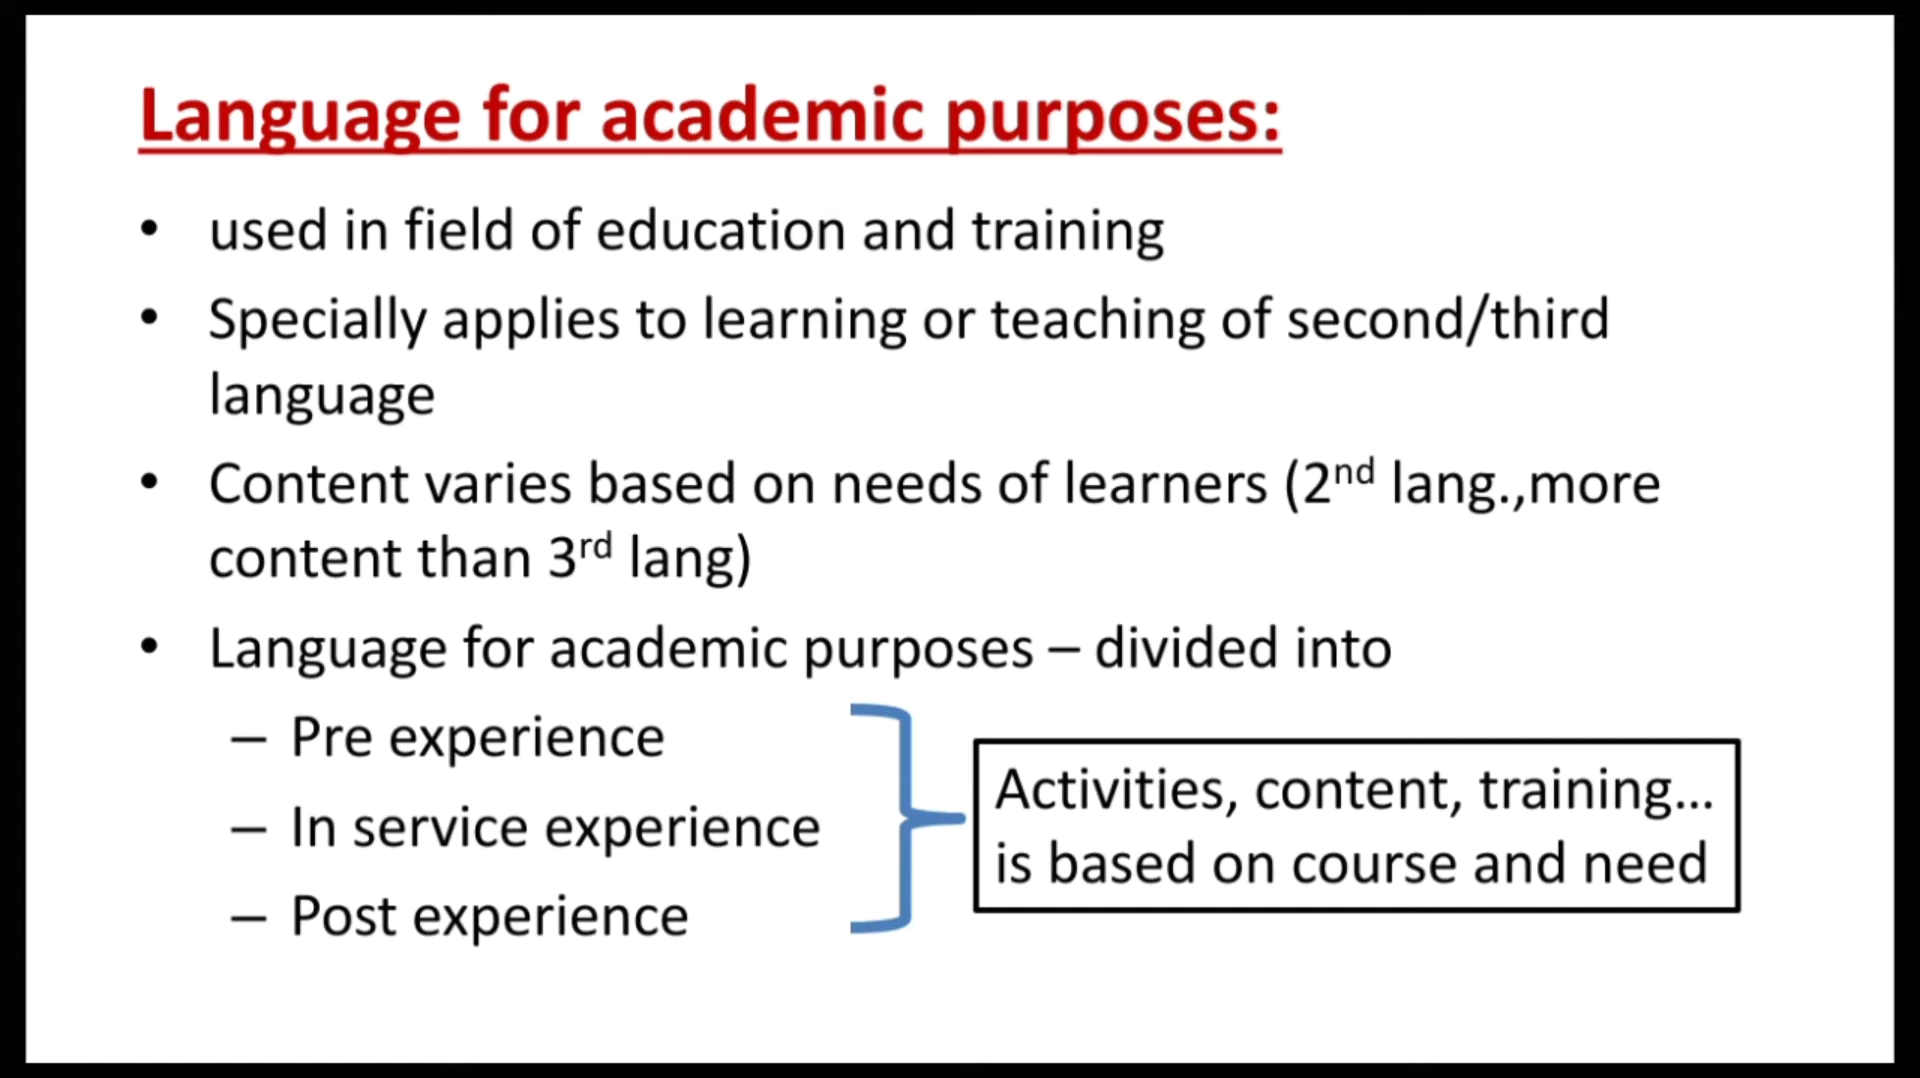 Language for academic purposes:
• used in field of education and training
• Specially applies to learning or teaching of second/third
language
• Content varies based on needs of learners (2nd lang.,more
content than 3rd lang)
• Language for academic purposes – divided into
– Pre experience
– In service experience
– Post experience
Activities, content, training...
is based on course and need